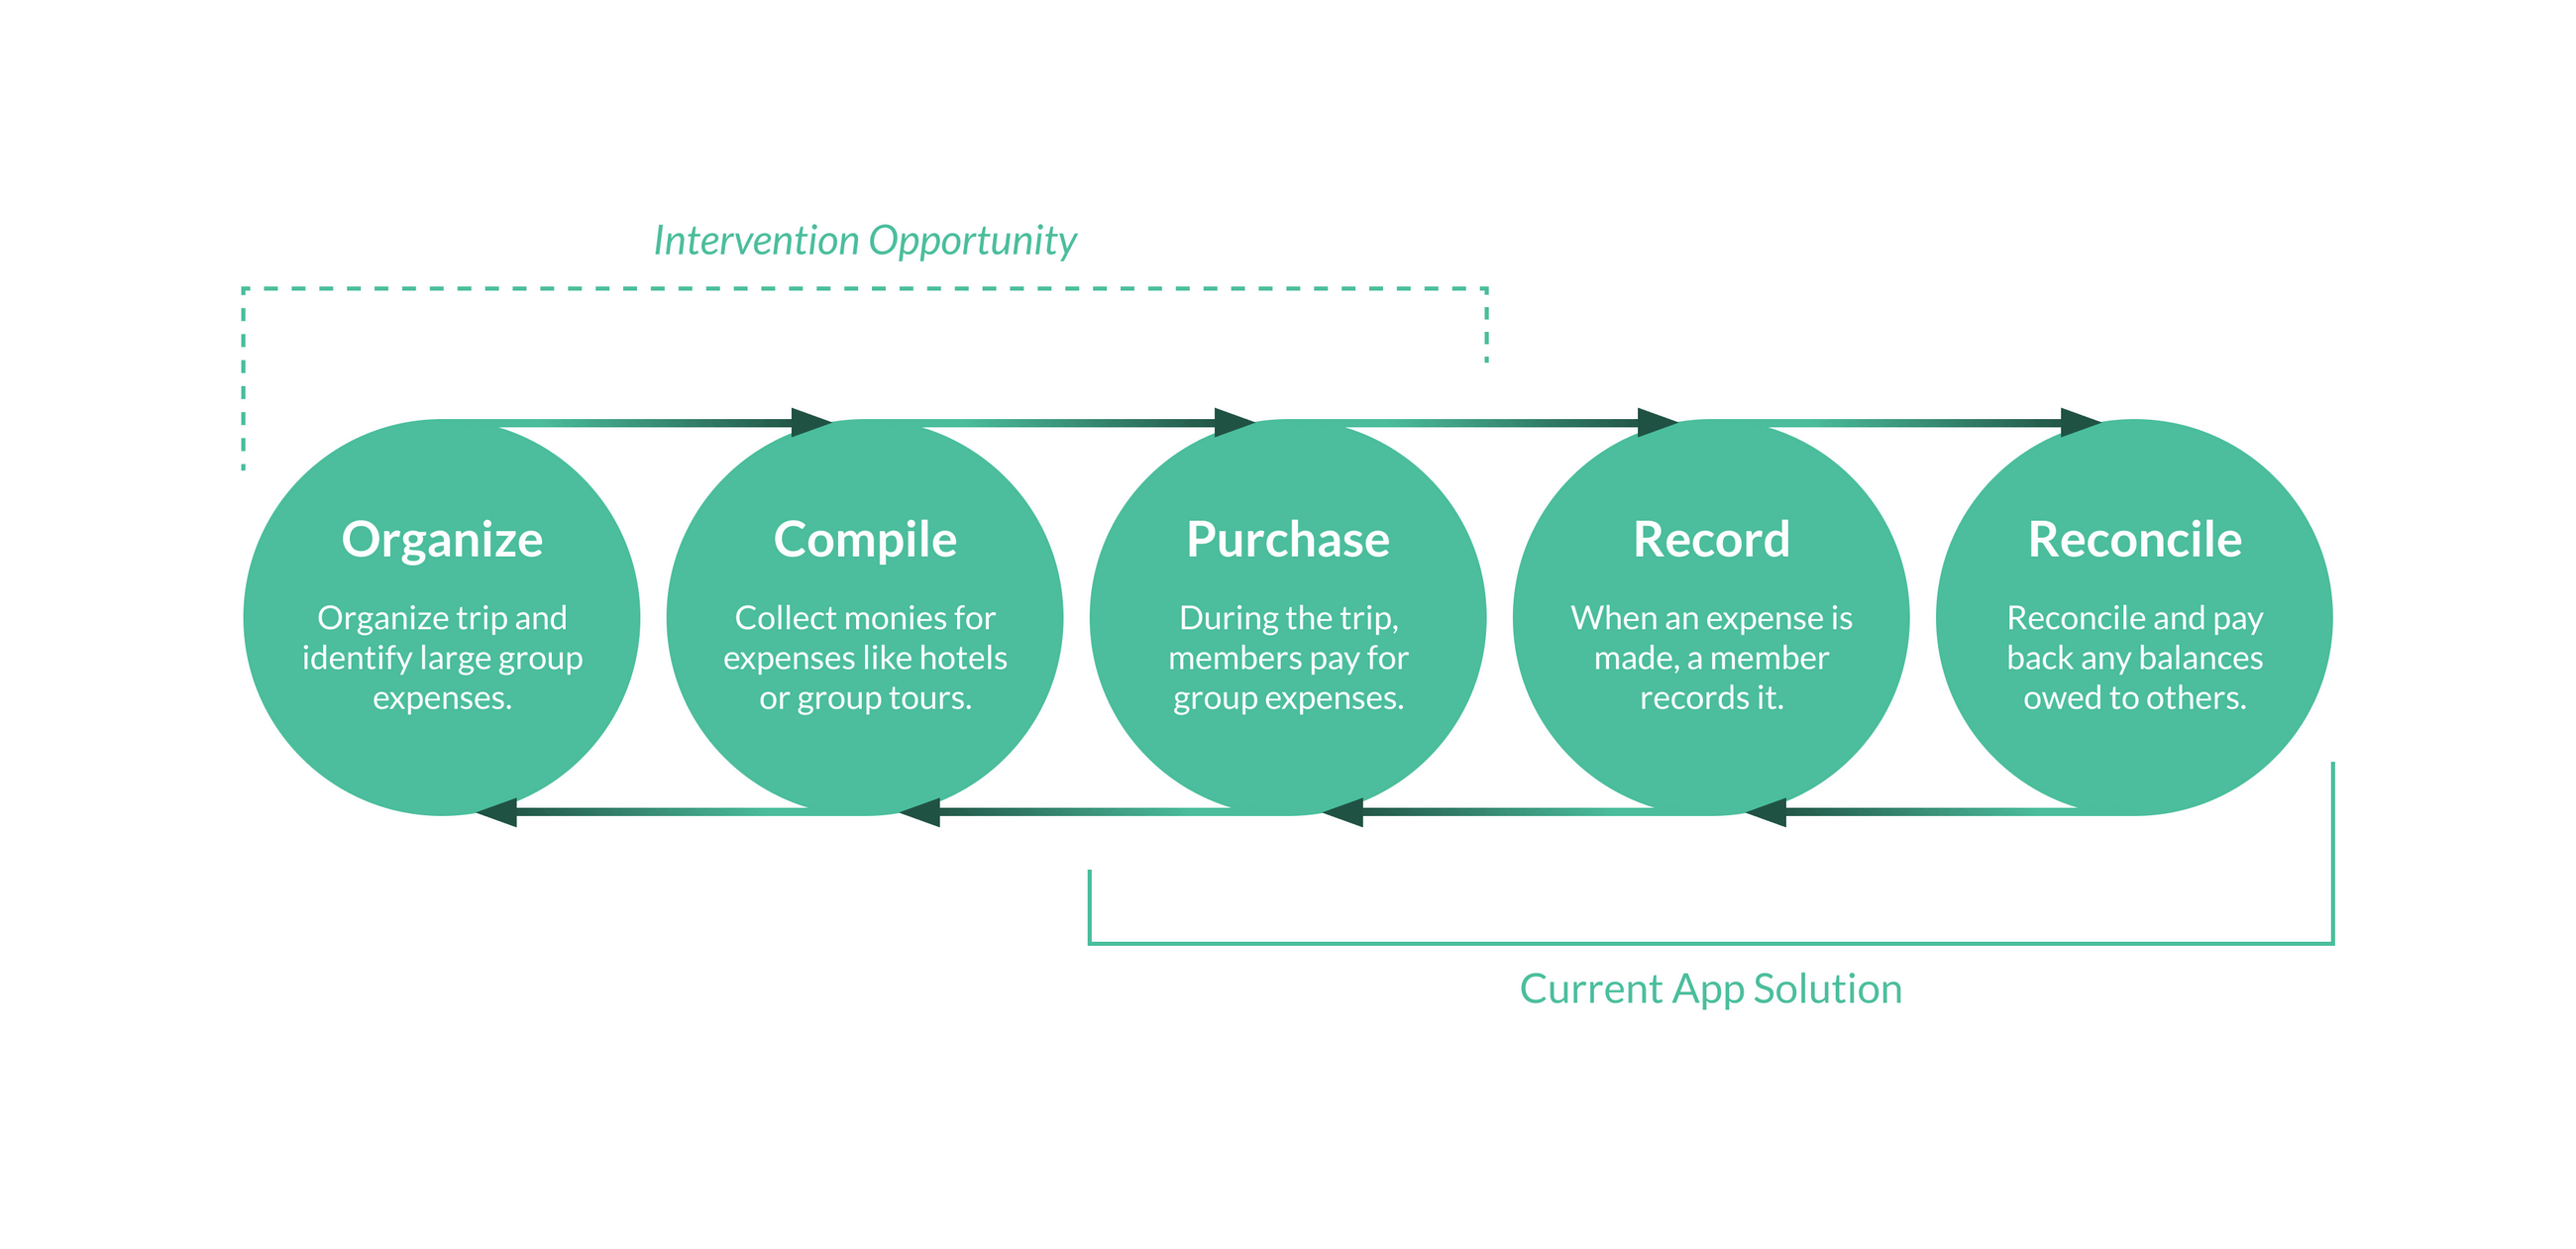 Intervention Opportunity
Organize
Organize trip and
identify large group
expenses.
Compile
Collect monies for
expenses like hotels
or group tours.
Purchase
During the trip,
members pay for
group expenses.
Record
When an expense is
made, a member
records it.
Reconcile
Reconcile and pay
back any balances
owed to others.
Current App Solution